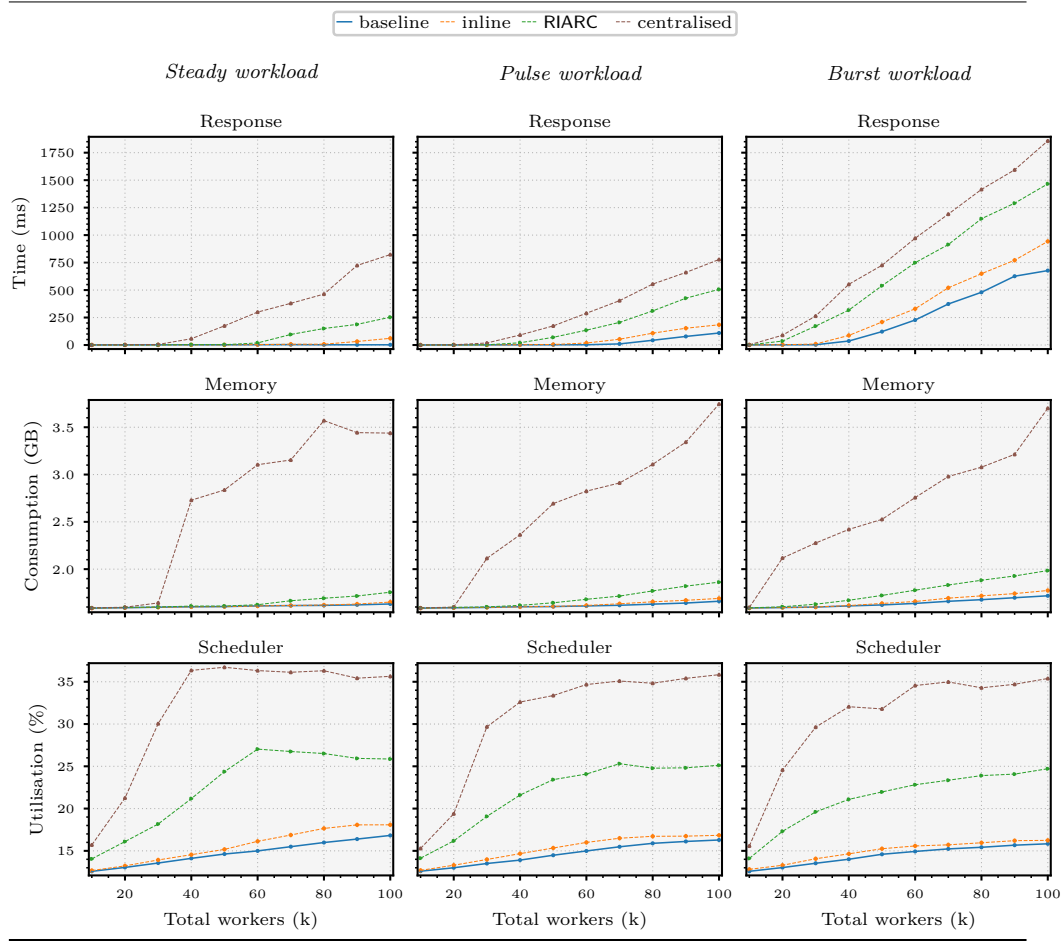 baseline inline RIARC centralised
Steady workload Pulse workload Burst workload
Response Response Response
Time (ms)
1750
1500
1250
1000
750
500
250
0
Memory Memory Memory
Consumption (GB)
3.5
3.0
2.5
2.0
Scheduler Scheduler Scheduler
Utilisation (%)
35
30
25
20
15
20 40 60 80 100 20 40 60 80 100 20 40 60 80 100
Total workers (k) Total workers (k) Total workers (k)